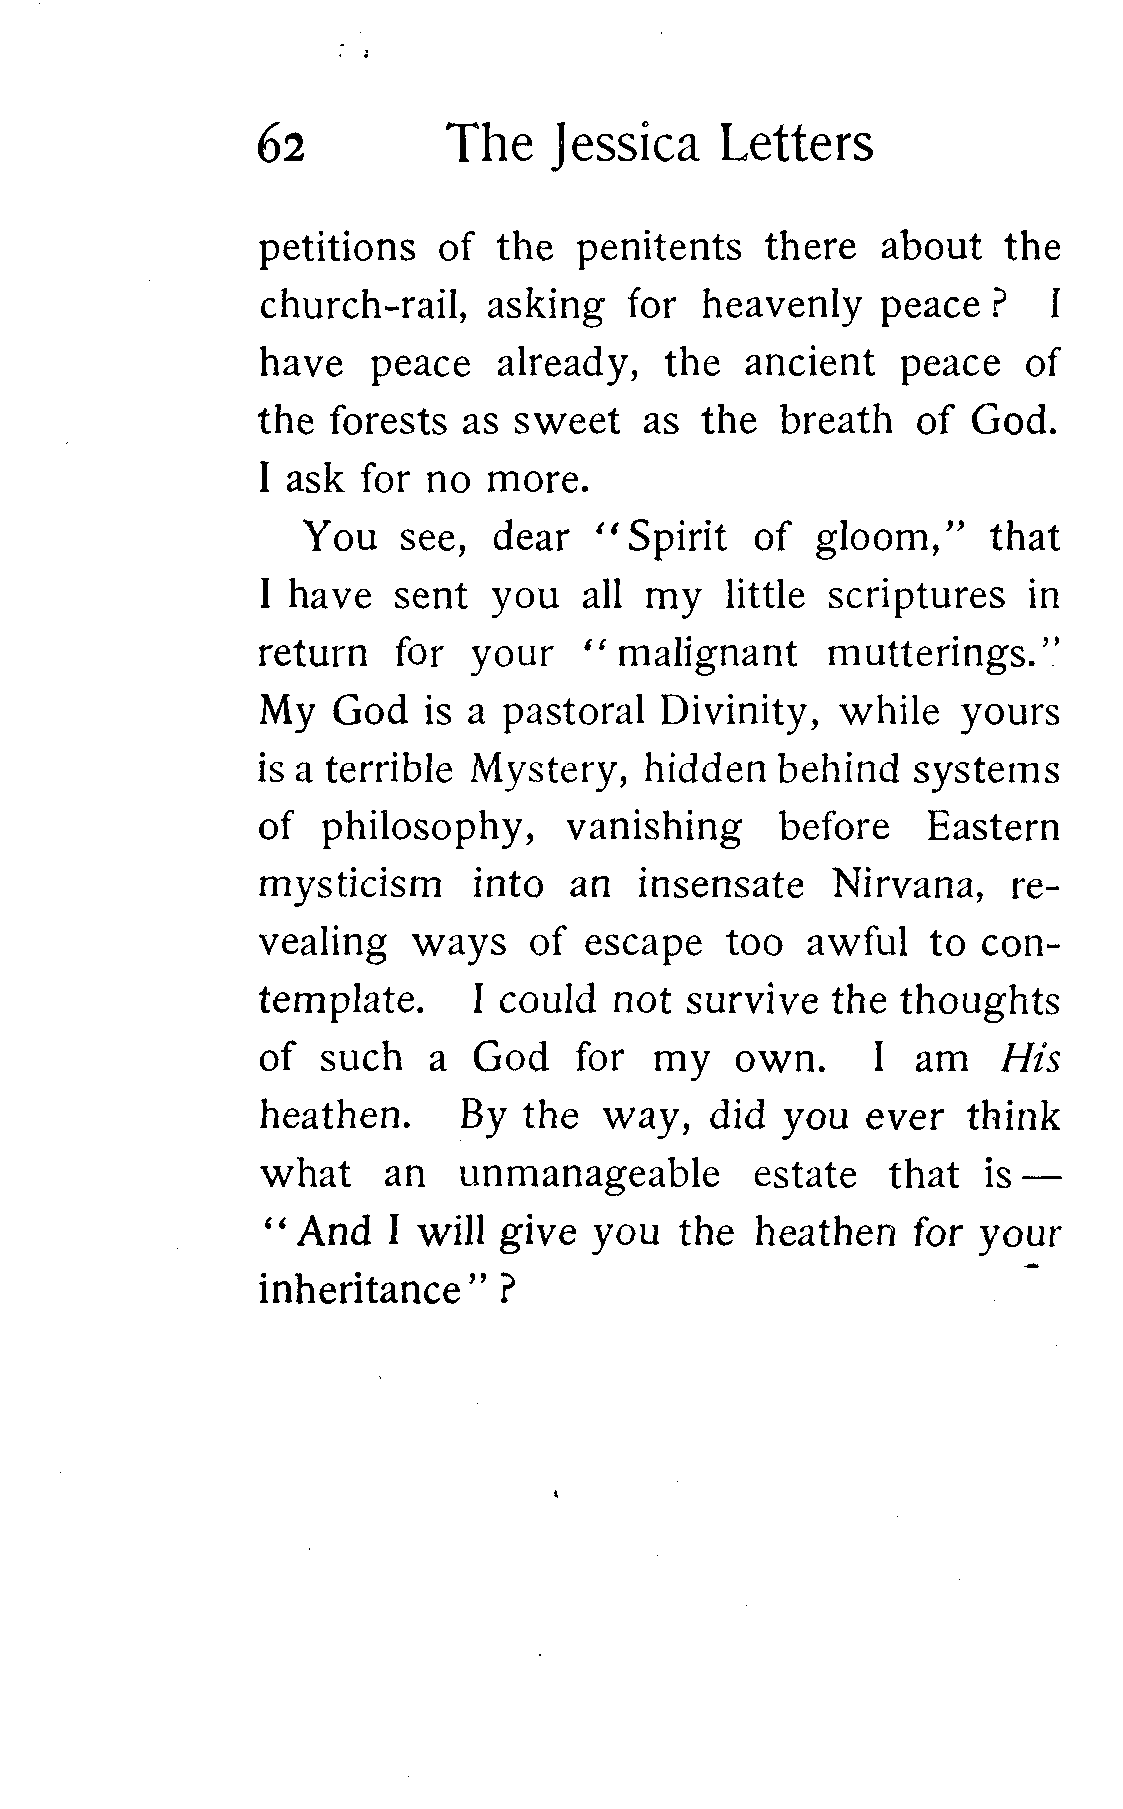 62 The Jessica Letters
petitions of the penitents there about the
church-rail, asking for heavenly peace ? I
have peace already, the ancient peace of
the forests as sweet as the breath of God.
I ask for no more.
You see, dear “ Spirit of gloom,” that
I have sent you all my little scriptures in
return for your “ malignant mutterings.”
My God is a pastoral Divinity, while yours
is a terrible Mystery, hidden behind systems
of philosophy, vanishing before Eastern
mysticism into an insensate Nirvana, re-
vealing ways of escape too awful to con-
template. I could not survive the thoughts
of such a God for my own. I am His
heathen. By the way, did you ever think
what an unmanageable estate that is —
“ And I will give you the heathen for your
inheritance ” ?